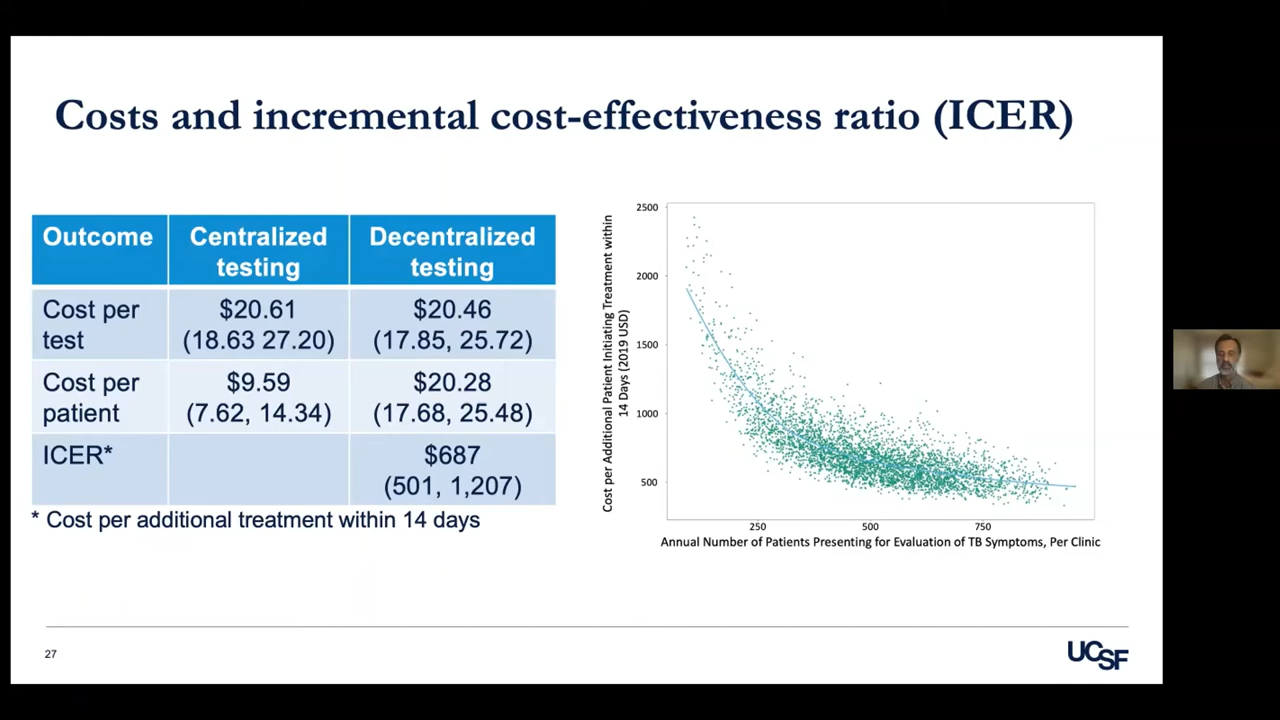 Costs and incremental cost-effectiveness ratio (ICER)
Outcome
Centralized
testing
Decentralized
testing
Cost per
test
$20.61
(18.63 27.20)
$20.46
(17.85, 25.72)
Cost per
patient
$9.59
(7.62, 14.34)
$20.28
(17.68, 25.48)
ICER*
$687
(501, 1,207)
* Cost per additional treatment within 14 days
Cost per Additional Patient Initiating Treatment within
14 Days (2019 USD)
2500
2000
1500
1000
500
250
500
750
Annual Number of Patients Presenting for Evaluation of TB Symptoms, Per Clinic
27
UCSF